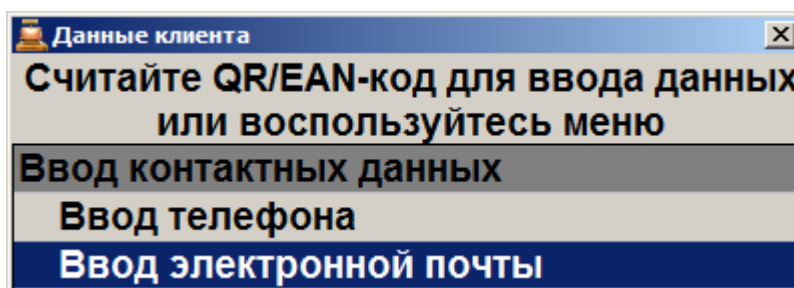 Данные клиента
Считайте QR/EAN-код для ввода данных
или воспользуйтесь меню
Ввод контактных данных
Ввод телефона
Ввод электронной почты